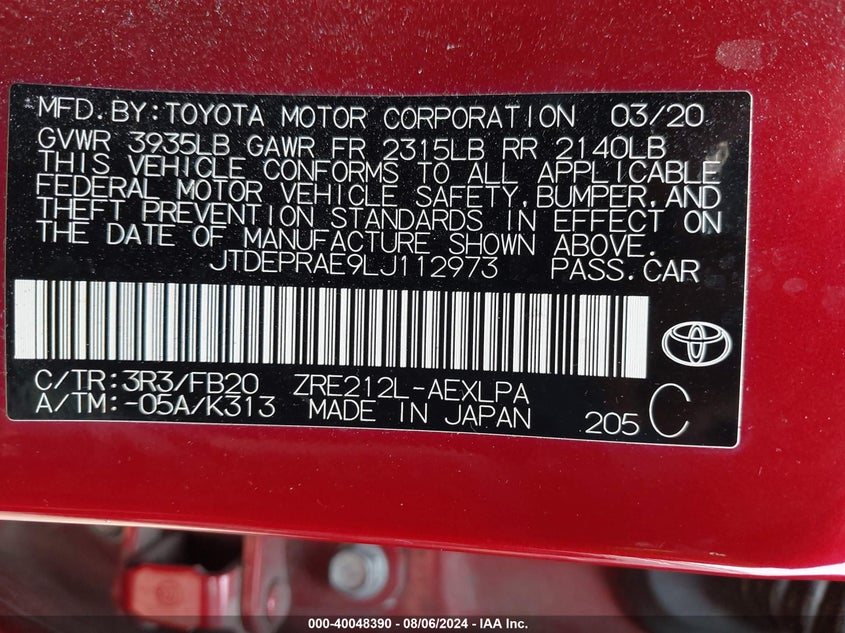 MFD.BY:TOYOTA MOTOR CORPORATION 03/20
GVWR 3935LB GAWR FR 2315LB RR 2140LB
THIS VEHICLE CONFORMS TO ALL APPLICABLE
FEDERAL MOTOR VEHICLE SAFETY,BUMPER,AND
THEFT PREVENTION STANDARDS IN EFFECT ON
THE DATE OF MANUFACTURE SHOWN ABOVE.
JTDEPRAE9LJ112973 PASS.CAR
C/TR:3R3/FB20 ZRE212L-AEXLPA
A/TM:-05A/K313 MADE IN JAPAN 205 C
000-40048390 - 08/06/2024 - IAA Inc.